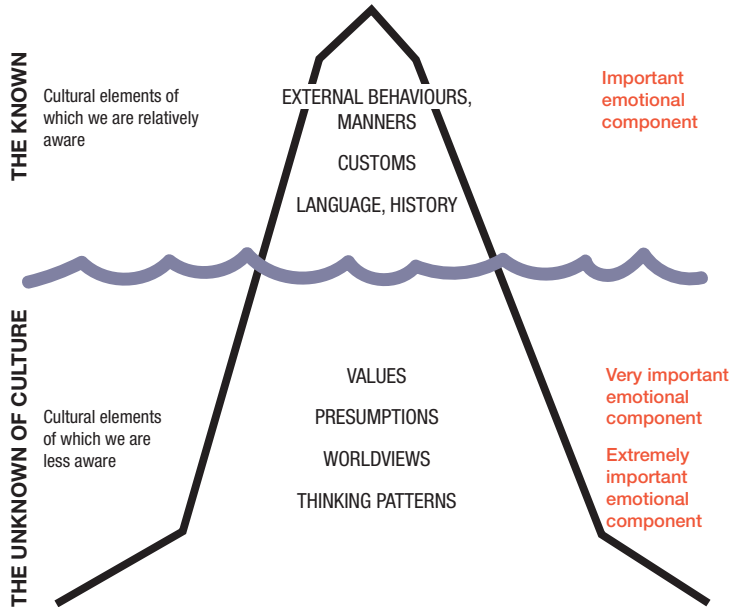 THE KNOWN
Cultural elements of
which we are relatively
aware
EXTERNAL BEHAVIOURS,
MANNERS
CUSTOMS
LANGUAGE, HISTORY
Important
emotional
component
THE UNKNOWN OF CULTURE
Cultural elements
of which we are
less aware
VALUES
PRESUMPTIONS
WORLDVIEWS
THINKING PATTERNS
Very important
emotional
component
Extremely
important
emotional
component